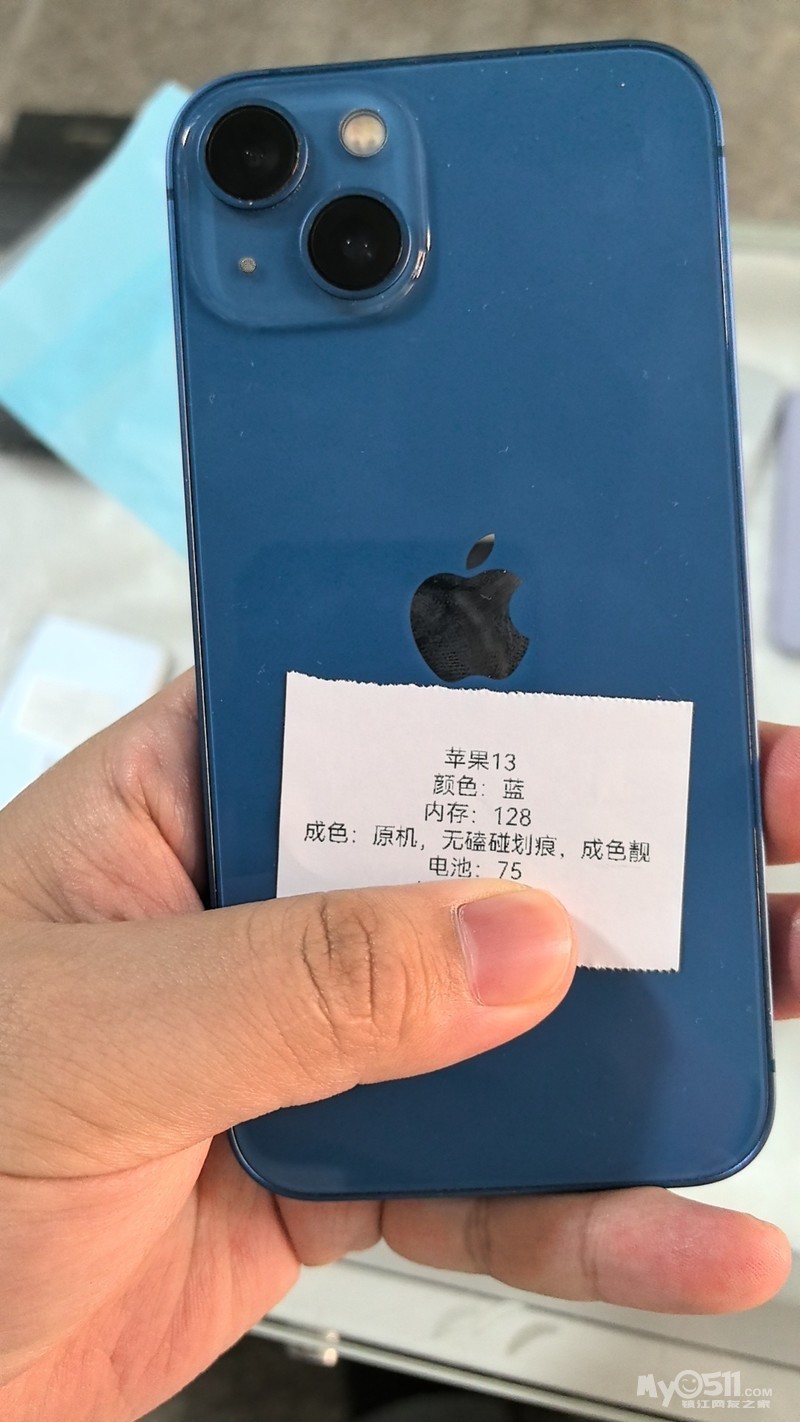 苹果13
颜色：蓝
内存：128
成色：原机，无磕碰划痕，成色靓
电池：75
My0511.COM
镇江网友之家